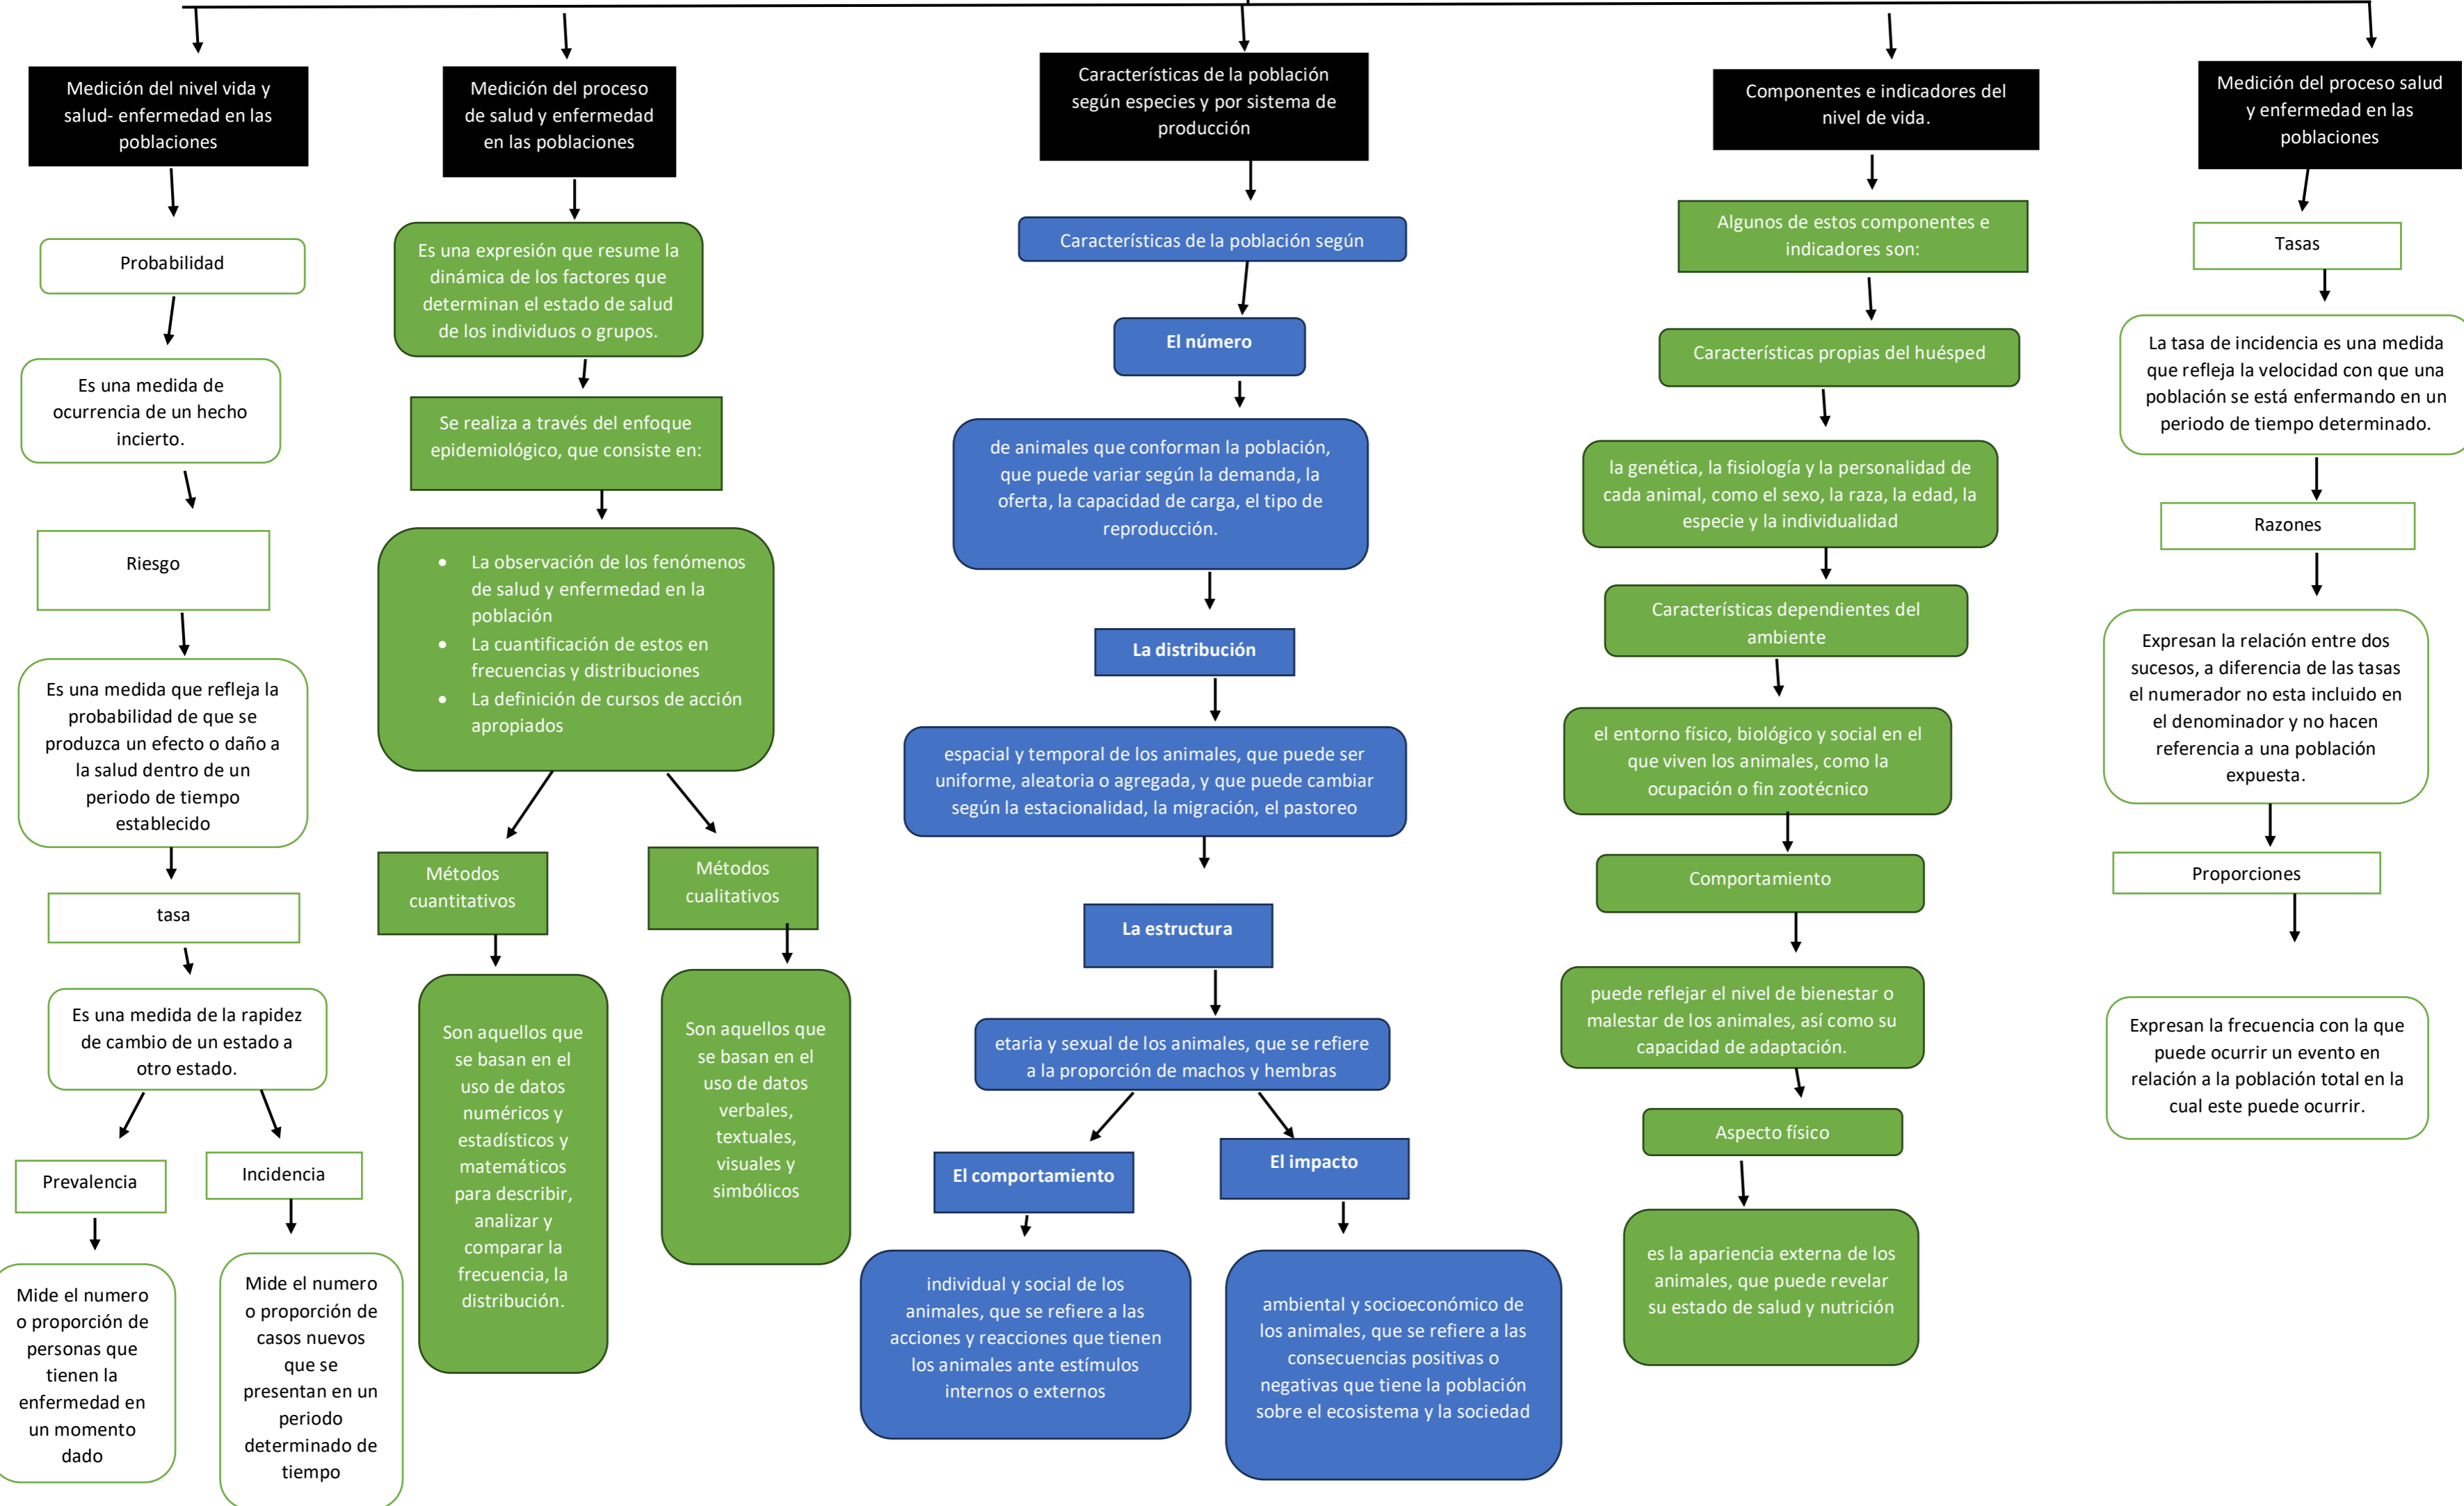 Medición del nivel vida y
salud- enfermedad en las
poblaciones
Probabilidad
Es una medida de
ocurrencia de un hecho
incierto.
Riesgo
Es una medida que refleja la
probabilidad de que se
produzca un efecto o daño a
la salud dentro de un
periodo de tiempo
establecido
tasa
Es una medida de la rapidez
de cambio de un estado a
otro estado.
Prevalencia
Mide el numero
o proporción de
personas que
tienen la
enfermedad en
un momento
dado
Incidencia
Mide el numero
o proporción de
casos nuevos
que se
presentan en un
periodo
determinado de
tiempo
Medición del proceso
de salud y enfermedad
en las poblaciones
Es una expresión que resume la
dinámica de los factores que
determinan el estado de salud
de los individuos o grupos.
Se realiza a través del enfoque
epidemiológico, que consiste en:
• La observación de los fenómenos
de salud y enfermedad en la
población
• La cuantificación de estos en
frecuencias y distribuciones
• La definición de cursos de acción
apropiados
Métodos
cuantitativos
Son aquellos que
se basan en el
uso de datos
numéricos y
estadísticos y
matemáticos
para describir,
analizar y
comparar la
frecuencia, la
distribución.
Métodos
cualitativos
Son aquellos que
se basan en el
uso de datos
verbales,
textuales,
visuales y
simbólicos
Características de la población
según especies y por sistema de
producción
Características de la población según
El número
de animales que conforman la población,
que puede variar según la demanda, la
oferta, la capacidad de carga, el tipo de
reproducción.
La distribución
espacial y temporal de los animales, que puede ser
uniforme, aleatoria o agregada, y que puede cambiar
según la estacionalidad, la migración, el pastoreo
La estructura
etaria y sexual de los animales, que se refiere
a la proporción de machos y hembras
El comportamiento
individual y social de los
animales, que se refiere a las
acciones y reacciones que tienen
los animales ante estímulos
internos o externos
El impacto
ambiental y socioeconómico de
los animales, que se refiere a las
consecuencias positivas o
negativas que tiene la población
sobre el ecosistema y la sociedad
Componentes e indicadores del
nivel de vida.
Algunos de estos componentes e
indicadores son:
Características propias del huésped
la genética, la fisiología y la personalidad de
cada animal, como el sexo, la raza, la edad, la
especie y la individualidad
Características dependientes del
ambiente
el entorno físico, biológico y social en el
que viven los animales, como la
ocupación o fin zootécnico
Comportamiento
puede reflejar el nivel de bienestar o
malestar de los animales, así como su
capacidad de adaptación.
Aspecto físico
es la apariencia externa de los
animales, que puede revelar
su estado de salud y nutrición
Medición del proceso salud
y enfermedad en las
poblaciones
Tasas
La tasa de incidencia es una medida
que refleja la velocidad con que una
población se está enfermando en un
periodo de tiempo determinado.
Razones
Expresan la relación entre dos
sucesos, a diferencia de las tasas
el numerador no esta incluido en
el denominador y no hacen
referencia a una población
expuesta.
Proporciones
Expresan la frecuencia con la que
puede ocurrir un evento en
relación a la población total en la
cual este puede ocurrir.